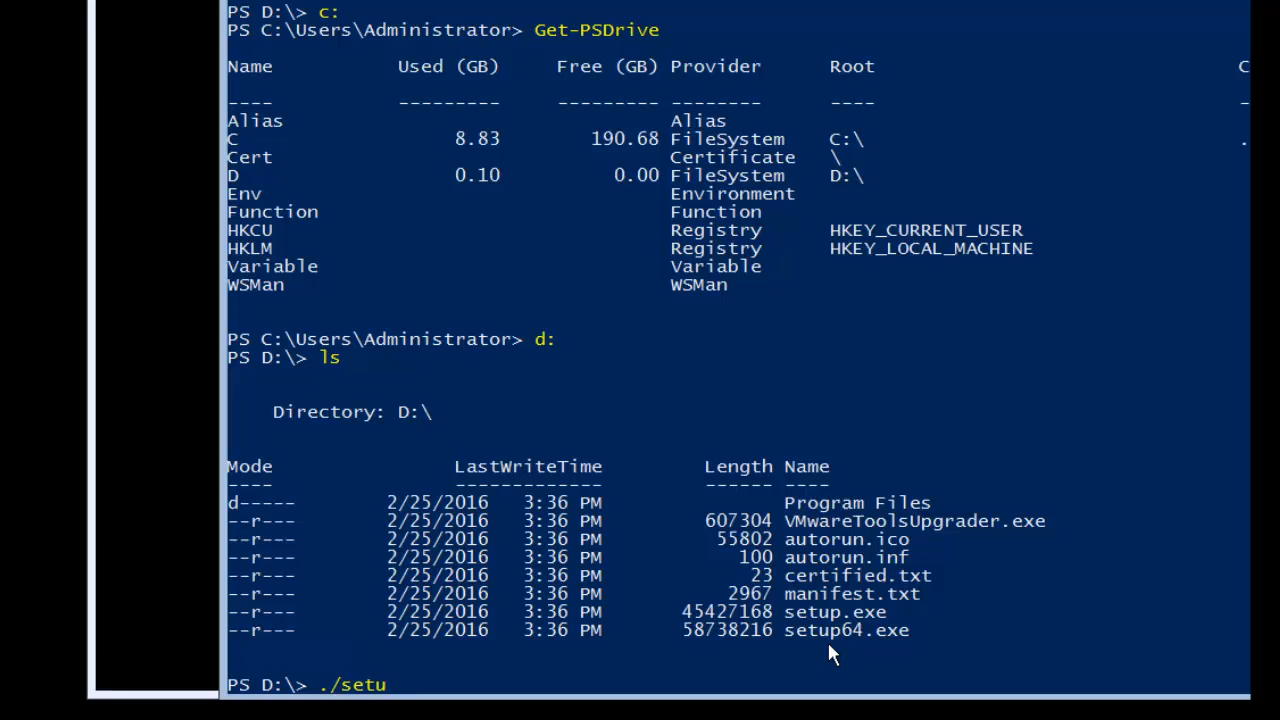 PS D:\> c:
PS C:\Users\Administrator> Get-PSDrive
Name Used (GB) Free (GB) Provider Root C
---- --------- --------- -------- ---- -
Alias Alias
C 8.83 190.68 FileSystem C:\ .
Cert Certificate \
D 0.10 0.00 FileSystem D:\
Env Environment
Function Function
HKCU Registry HKEY_CURRENT_USER
HKLM Registry HKEY_LOCAL_MACHINE
Variable Variable
WSMan WSMan
PS C:\Users\Administrator> d:
PS D:\> ls
Directory: D:\
Mode LastWriteTime Length Name
---- ------------- ------ ----
d----- 2/25/2016 3:36 PM Program Files
--r--- 2/25/2016 3:36 PM 607304 VMwareToolsUpgrader.exe
--r--- 2/25/2016 3:36 PM 55802 autorun.ico
--r--- 2/25/2016 3:36 PM 100 autorun.inf
--r--- 2/25/2016 3:36 PM 23 certified.txt
--r--- 2/25/2016 3:36 PM 2967 manifest.txt
--r--- 2/25/2016 3:36 PM 45427168 setup.exe
--r--- 2/25/2016 3:36 PM 58738216 setup64.exe
PS D:\> ./setu